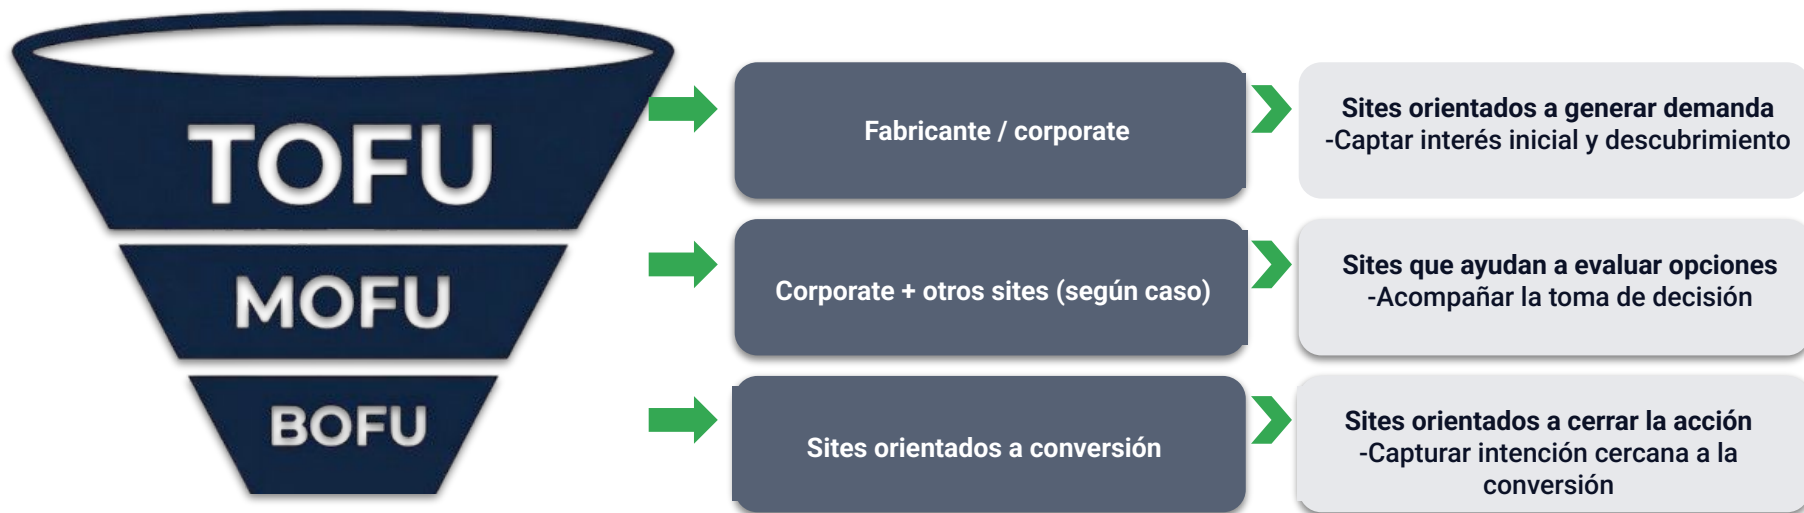 TOFU
Fabricante / corporate
Sites orientados a generar demanda
-Captar interés inicial y descubrimiento
MOFU
Corporate + otros sites (según caso)
Sites que ayudan a evaluar opciones
-Acompañar la toma de decisión
BOFU
Sites orientados a conversión
Sites orientados a cerrar la acción
-Capturar intención cercana a la
conversión